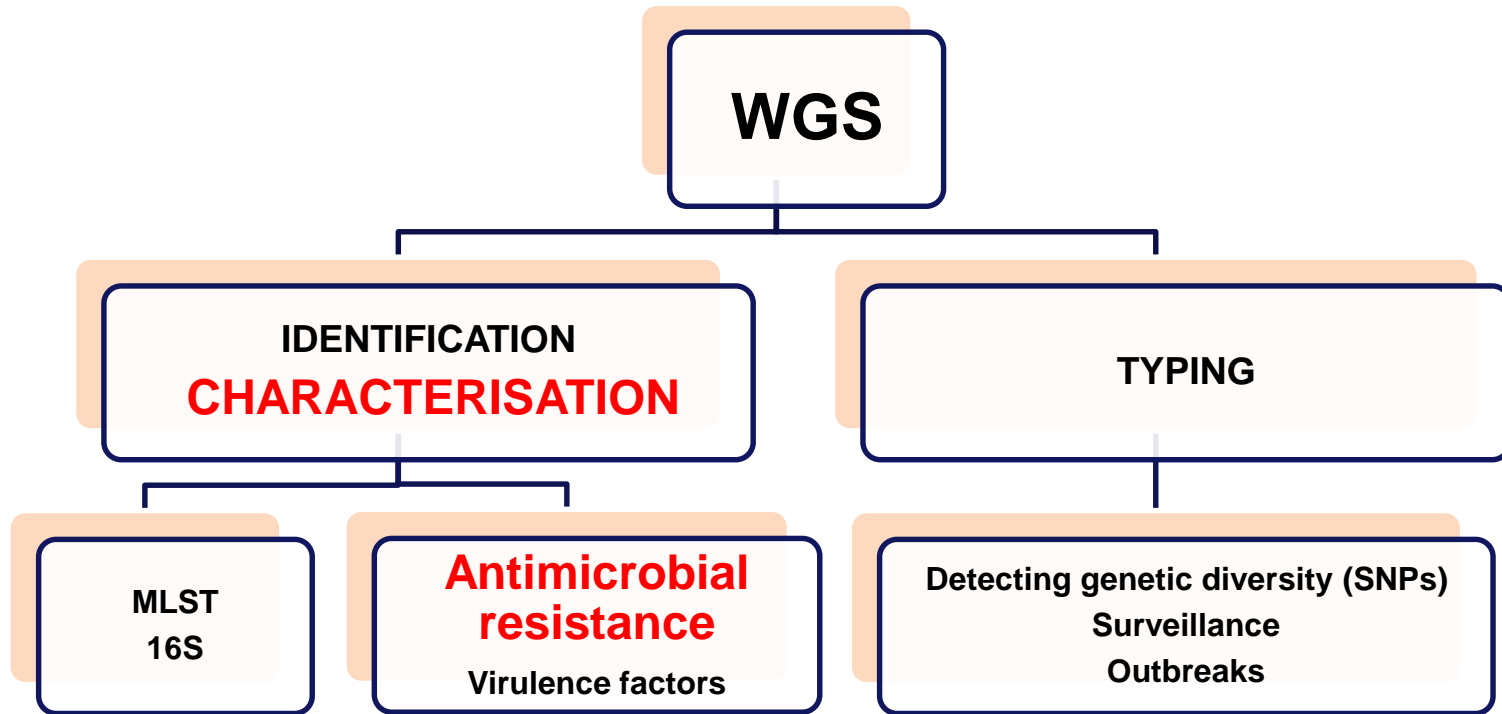 WGS
IDENTIFICATION
CHARACTERISATION
TYPING
MLST
16S
Antimicrobial
resistance
Virulence factors
Detecting genetic diversity (SNPs)
Surveillance
Outbreaks